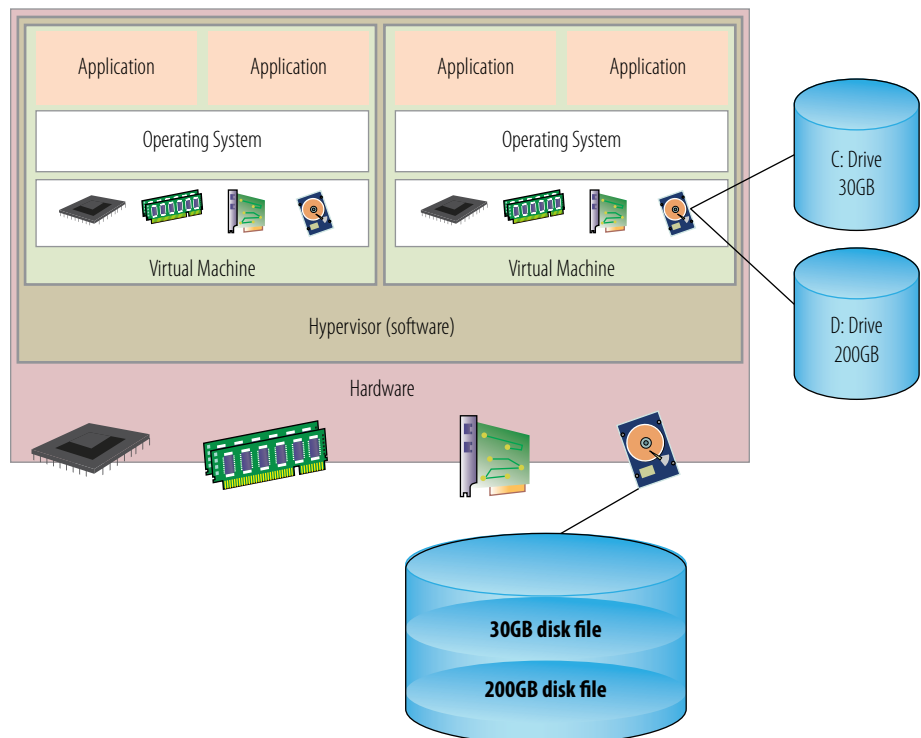 Application
Application
Application
Application
Operating System
Operating System
C: Drive
30GB
Virtual Machine
Virtual Machine
D: Drive
200GB
Hypervisor (software)
Hardware
30GB disk file
200GB disk file